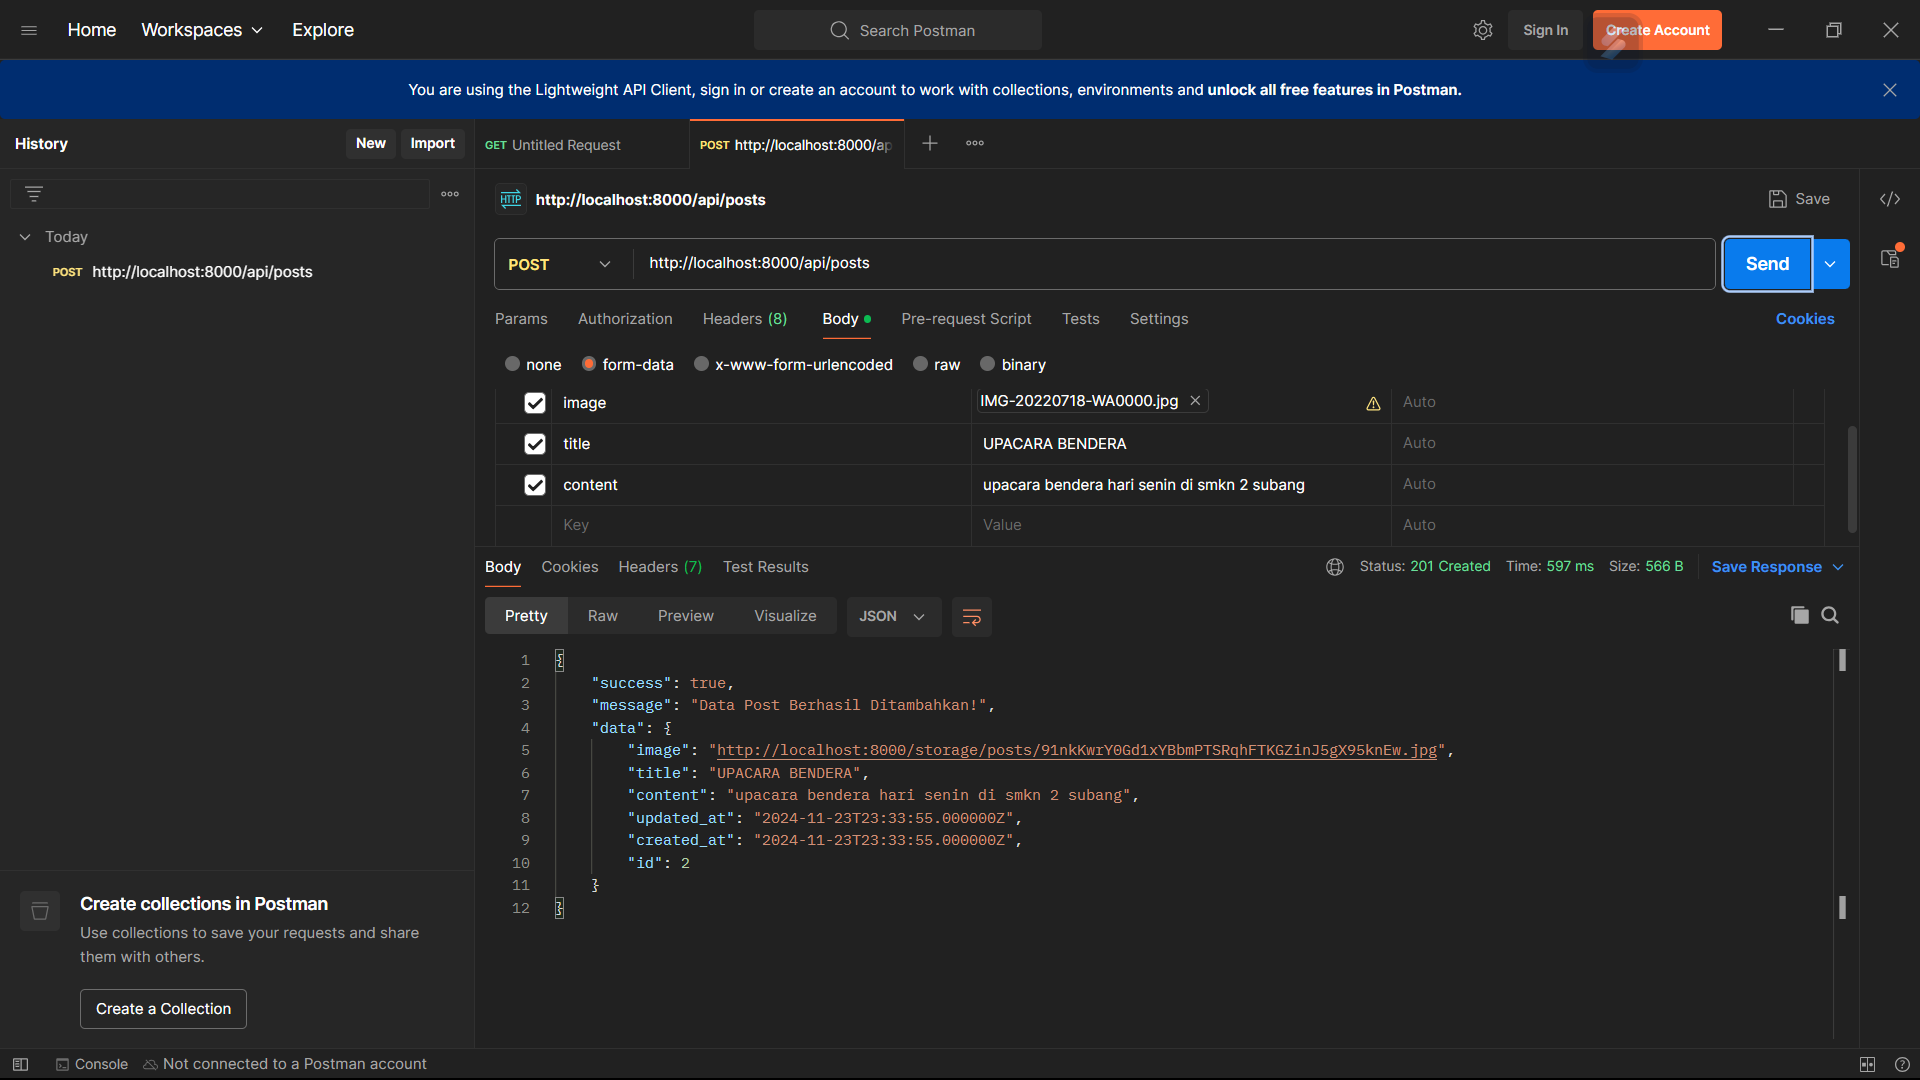 Home Workspaces Explore Search Postman Sign In Create Account
You are using the Lightweight API Client, sign in or create an account to work with collections, environments and unlock all free features in Postman.
History New Import
GET Untitled Request POST http://localhost:8000/ap
HTTP http://localhost:8000/api/posts Save
Today
POST http://localhost:8000/api/posts
POST http://localhost:8000/api/posts Send
Params Authorization Headers (8) Body Pre-request Script Tests Settings Cookies
none form-data x-www-form-urlencoded raw binary
image IMG-20220718-WA0000.jpg Auto
title UPACARA BENDERA Auto
content upacara bendera hari senin di smkn 2 subang Auto
Key Value Auto
Body Cookies Headers (7) Test Results Status: 201 Created Time: 597 ms Size: 566 B Save Response
Pretty Raw Preview Visualize JSON
1 {
2 "success": true,
3 "message": "Data Post Berhasil Ditambahkan!",
4 "data": {
5 "image": "http://localhost:8000/storage/posts/91nkKwrY0Gd1xYBbmPTSRqhFTKGZinJ5gX95knEw.jpg",
6 "title": "UPACARA BENDERA",
7 "content": "upacara bendera hari senin di smkn 2 subang",
8 "updated_at": "2024-11-23T23:33:55.000000Z",
9 "created_at": "2024-11-23T23:33:55.000000Z",
10 "id": 2
11 }
12 }
Create collections in Postman
Use collections to save your requests and share
them with others.
Create a Collection
Console Not connected to a Postman account